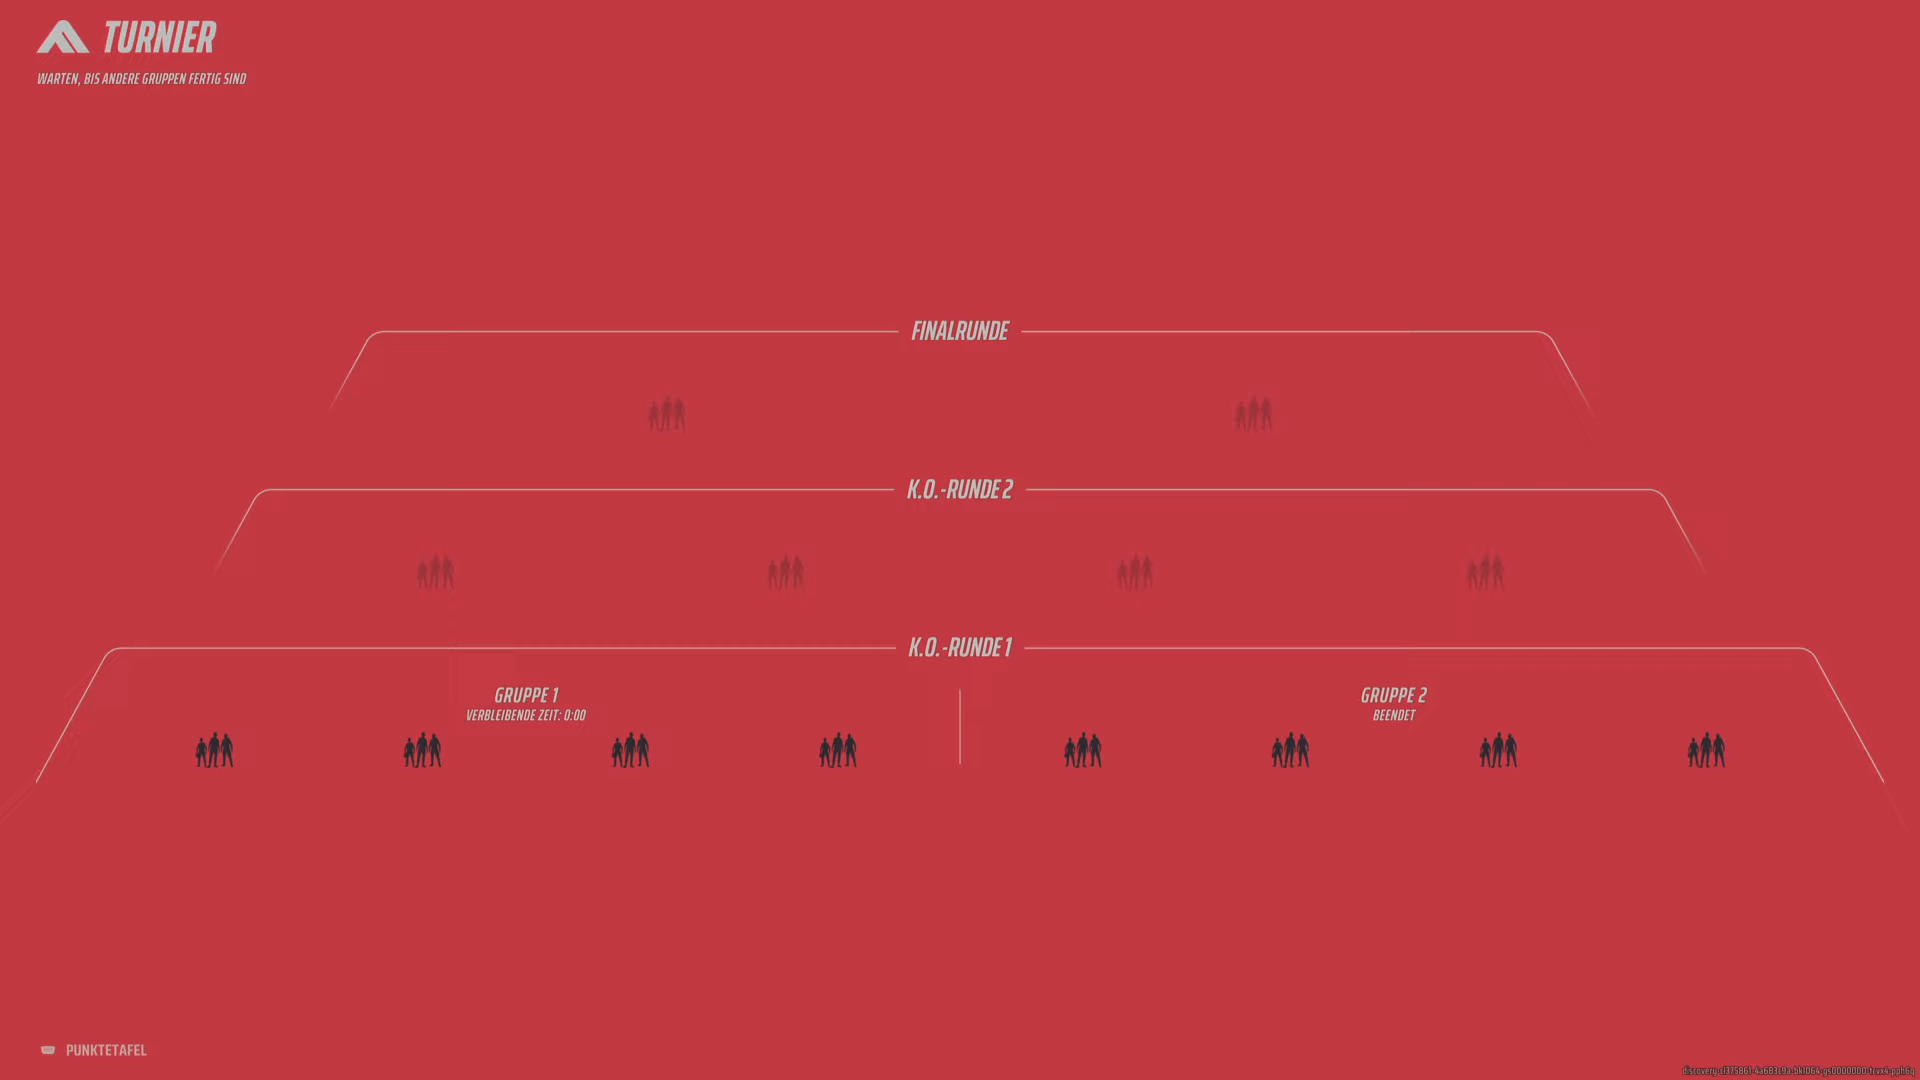 TURNIER
WARTEN, BIS ANDERE GRUPPEN FERTIG SIND
FINALRUNDE
K.O.-RUNDE 2
K.O.-RUNDE 1
GRUPPE 1
VERBLEIBENDE ZEIT: 0:00
GRUPPE 2
BEENDET
PUNKTETAFEL